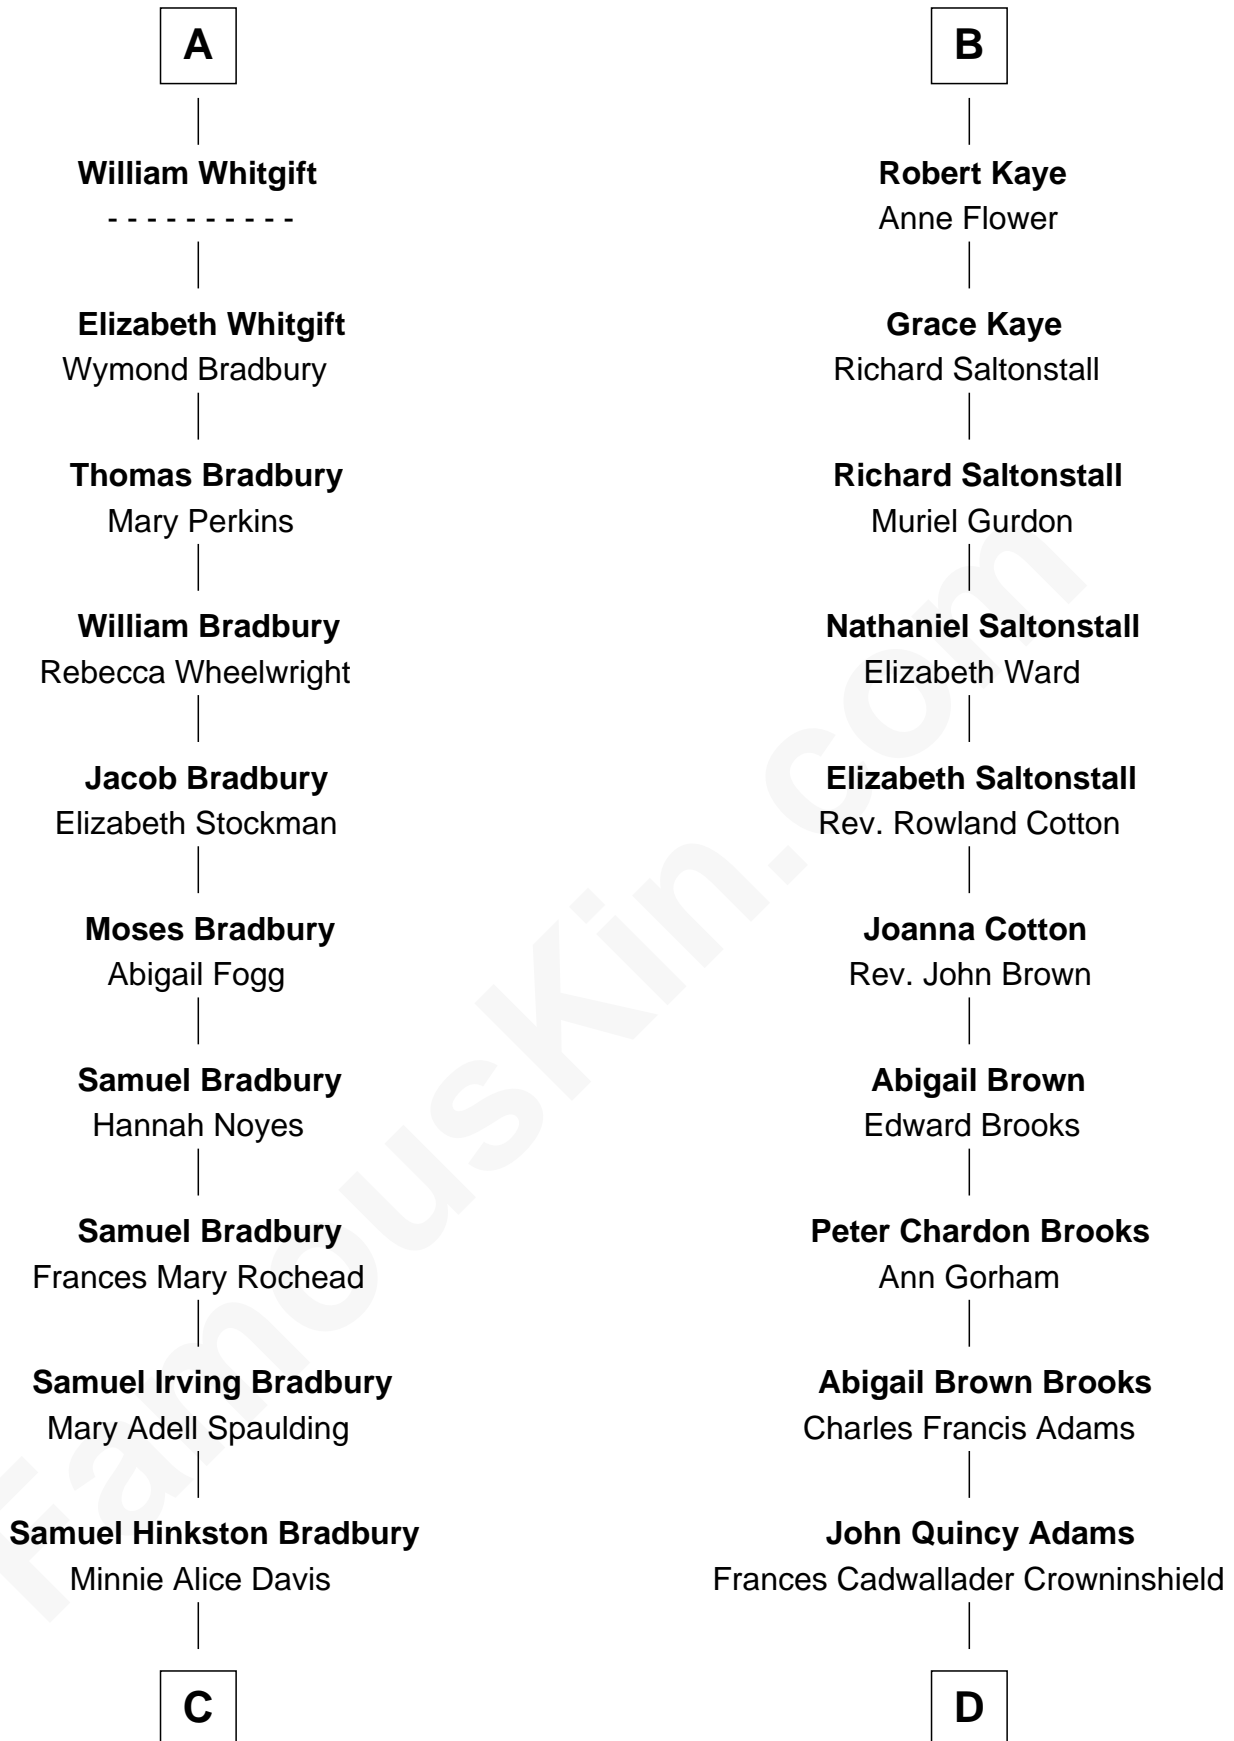 A
William Whitgift
- - - - - - - - - -
Elizabeth Whitgift
Wymond Bradbury
Thomas Bradbury
Mary Perkins
William Bradbury
Rebecca Wheelwright
Jacob Bradbury
Elizabeth Stockman
Moses Bradbury
Abigail Fogg
Samuel Bradbury
Hannah Noyes
Samuel Bradbury
Frances Mary Rochead
Samuel Irving Bradbury
Mary Adell Spaulding
Samuel Hinkston Bradbury
Minnie Alice Davis
C
B
Robert Kaye
Anne Flower
Grace Kaye
Richard Saltonstall
Richard Saltonstall
Muriel Gurdon
Nathaniel Saltonstall
Elizabeth Ward
Elizabeth Saltonstall
Rev. Rowland Cotton
Joanna Cotton
Rev. John Brown
Abigail Brown
Edward Brooks
Peter Chardon Brooks
Ann Gorham
Abigail Brown Brooks
Charles Francis Adams
John Quincy Adams
Frances Cadwallader Crowninshield
D
FamousKin.com